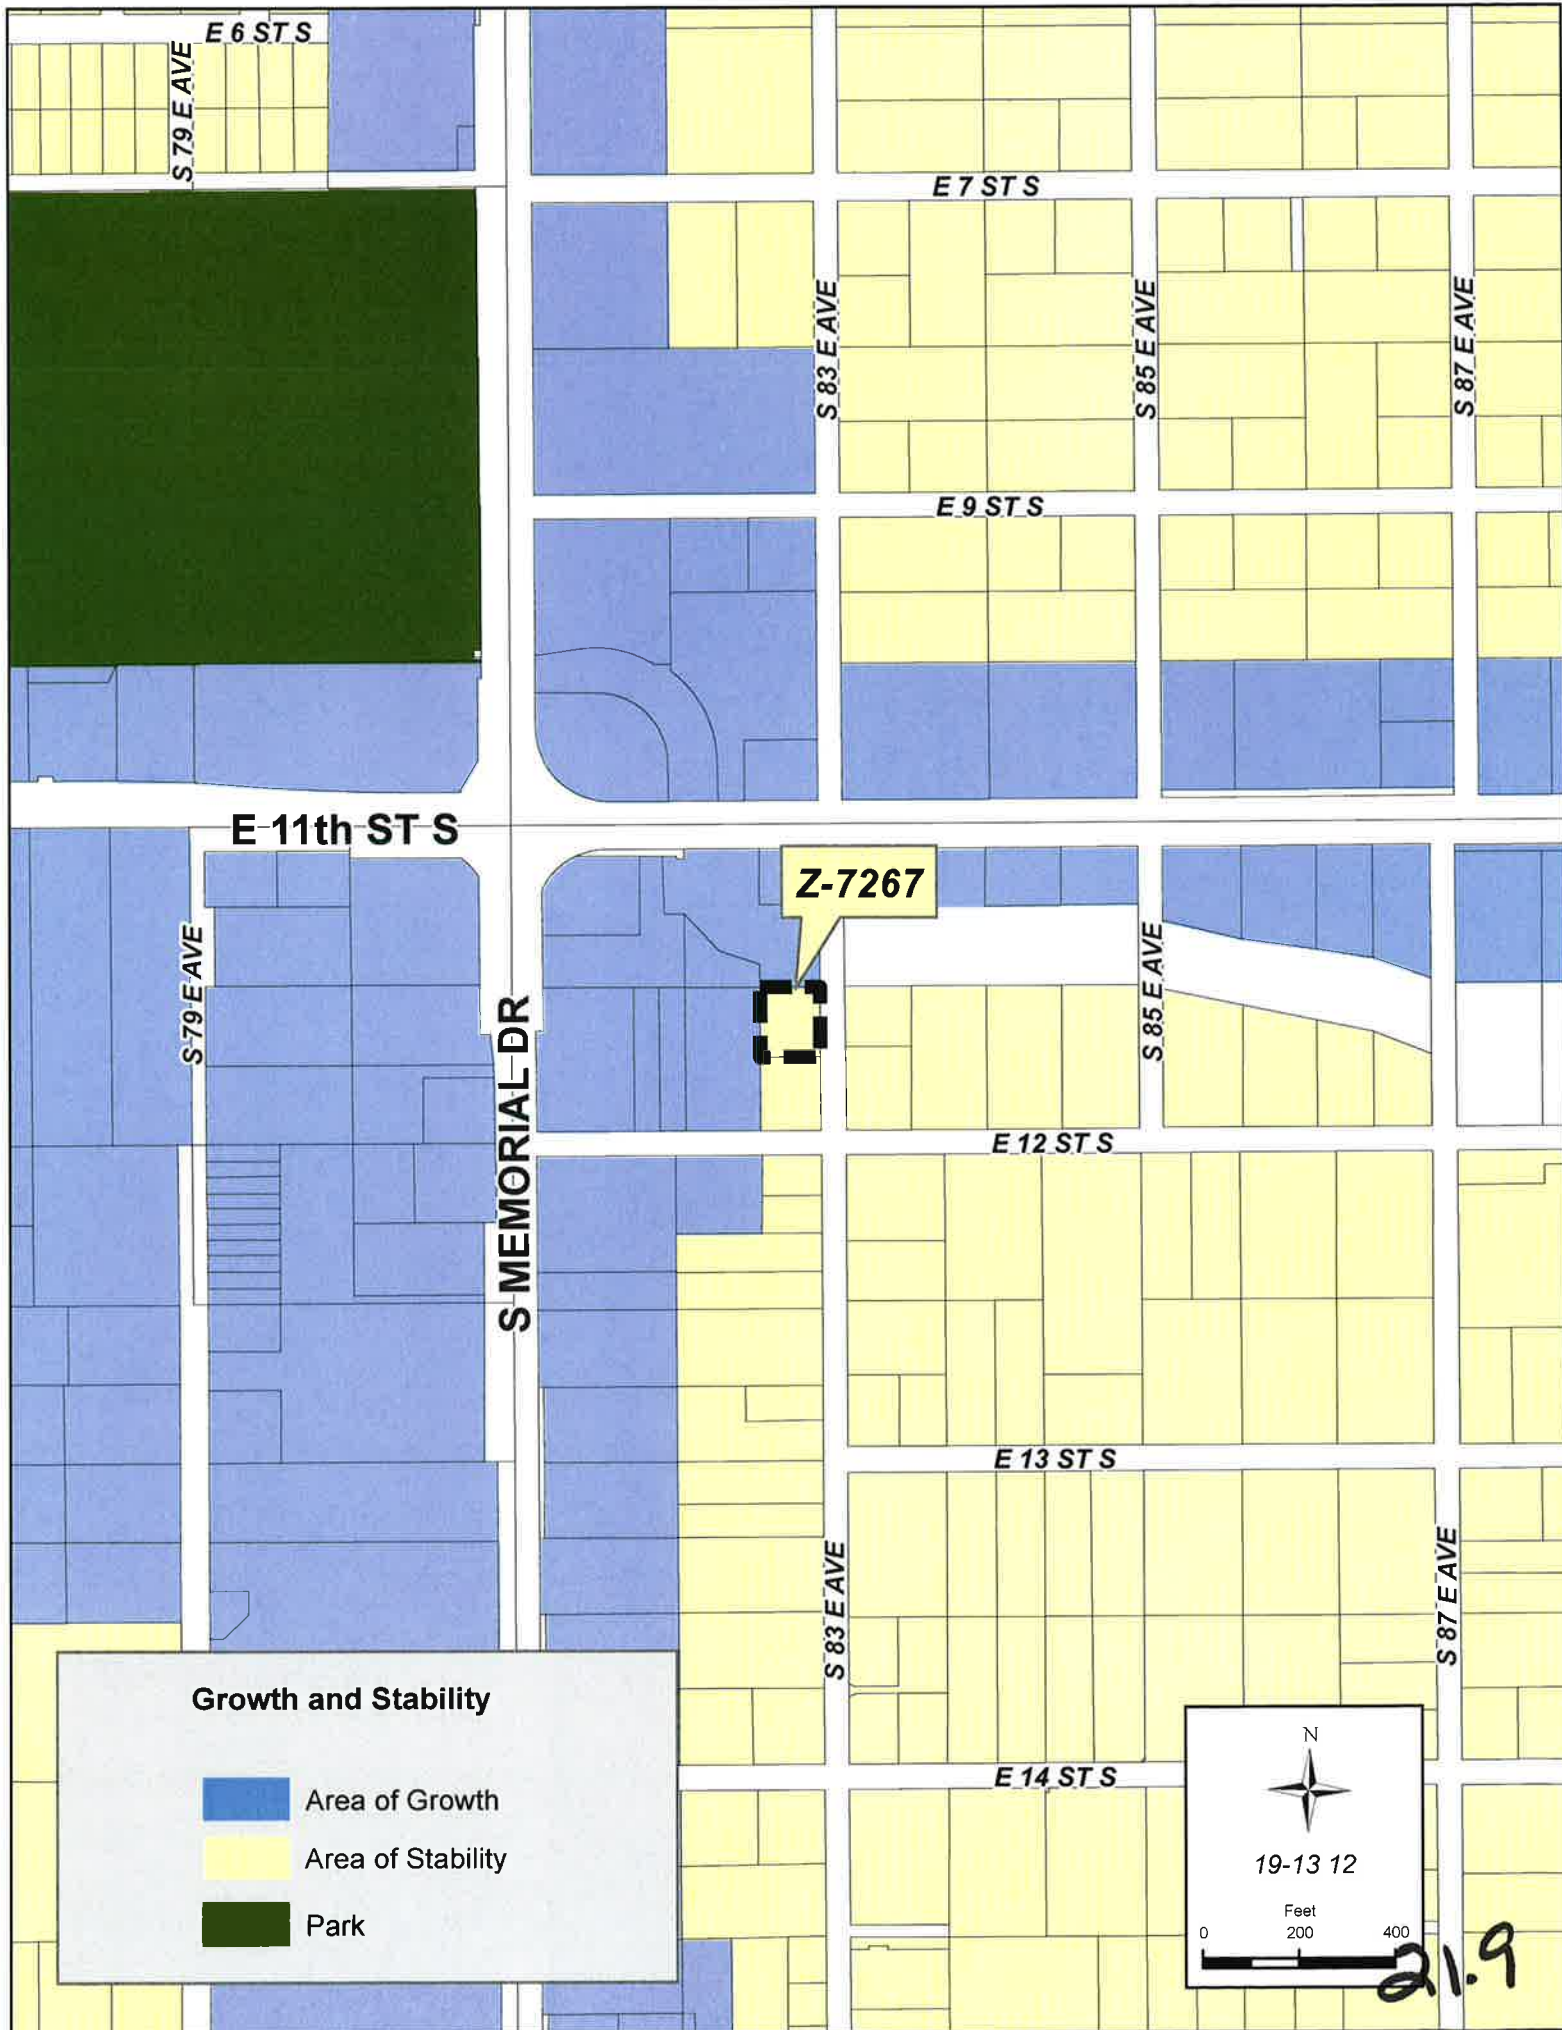 E 6 ST S
S 79 E AVE
E 7 ST S
S 83 E AVE
S 85 E AVE
S 87 E AVE
E 9 ST S
E 11th ST S
Z-7267
S 79 E AVE
S 85 E AVE
S MEMORIAL DR
E 12 ST S
E 13 ST S
S 83 E AVE
S 87 E AVE
E 14 ST S
Growth and Stability
Area of Growth
Area of Stability
Park
N
19-13 12
Feet
0 200 400
21.9